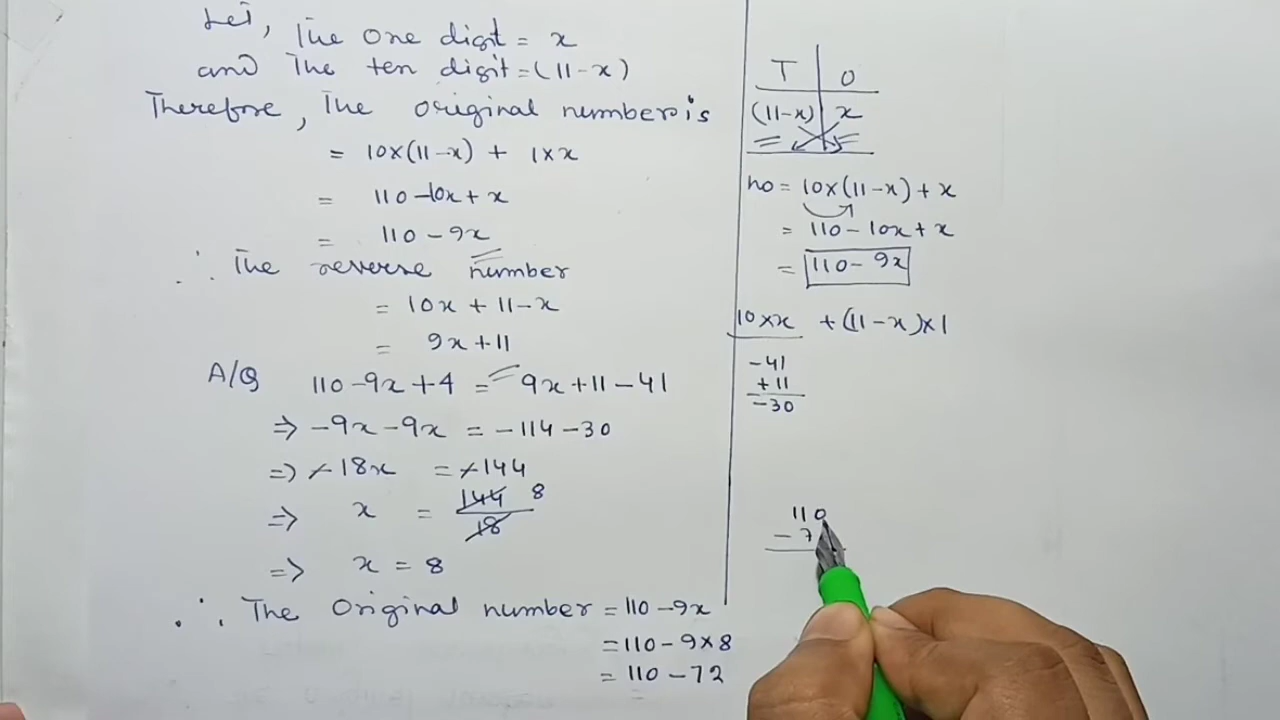 Let, The one digit = x
and The ten digit = (11-x)
Therefore, The original number is
= 10×(11-x) + 1×x
= 110-10x+x
= 110-9x
∴ The reverse number
= 10x + 11-x
= 9x+11
A/Q 110-9x+4 = 9x+11-41
⇒ -9x-9x = -114-30
⇒ -18x = -144
⇒ x = 144/18 8
⇒ x = 8
∴ The Original number = 110-9x
= 110-9×8
= 110-72
T | O
(11-x) | x
no = 10×(11-x)+x
= 110-10x+x
= 110-9x
10×x +(11-x)×1
-41
+11
-30
110
-7